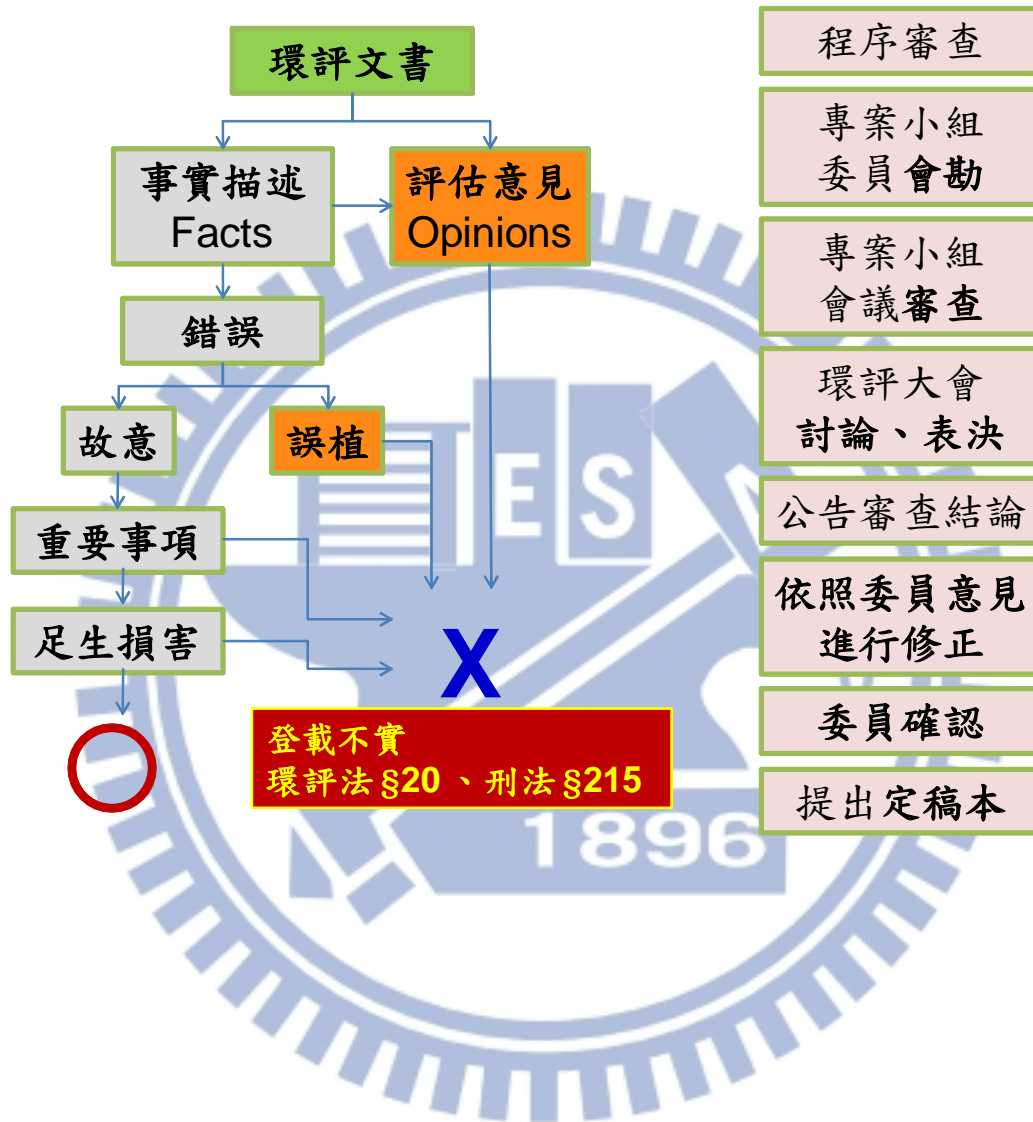 環評文書
事實描述
Facts
評估意見
Opinions
錯誤
故意
誤植
重要事項
足生損害
X
登載不實
環評法§20、刑法§215
程序審查
專案小組
委員會勘
專案小組
會議審查
環評大會
討論、表決
公告審查結論
依照委員意見
進行修正
委員確認
提出定稿本
E S A
1896